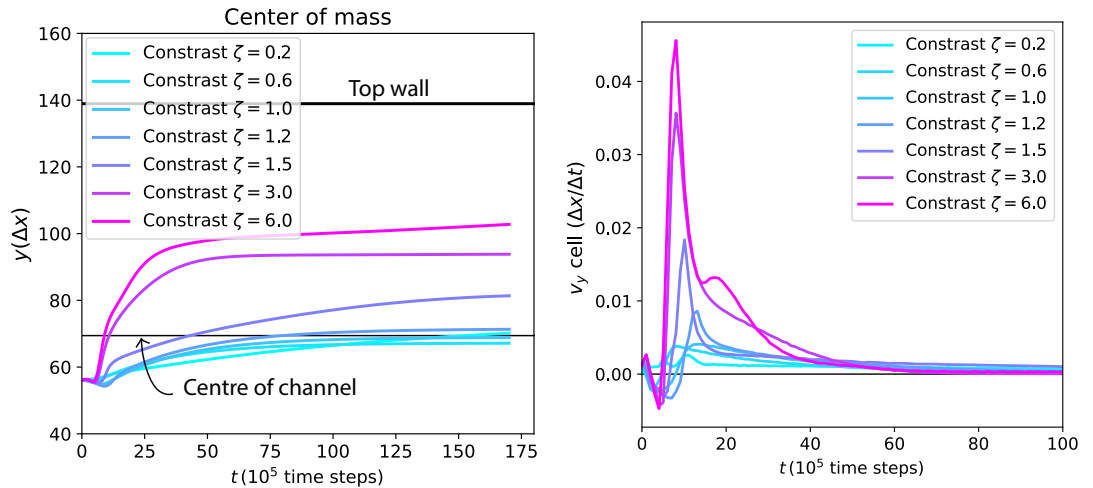 Center of mass
160
140
120
100
80
60
40
y(Δx)
Constrast ζ = 0.2
Constrast ζ = 0.6
Constrast ζ = 1.0
Constrast ζ = 1.2
Constrast ζ = 1.5
Constrast ζ = 3.0
Constrast ζ = 6.0
Top wall
Centre of channel
0 25 50 75 100 125 150 175
t (10⁵ time steps)
0.04
0.03
0.02
0.01
0.00
v_y cell (Δx/Δt)
Constrast ζ = 0.2
Constrast ζ = 0.6
Constrast ζ = 1.0
Constrast ζ = 1.2
Constrast ζ = 1.5
Constrast ζ = 3.0
Constrast ζ = 6.0
0 20 40 60 80 100
t (10⁵ time steps)